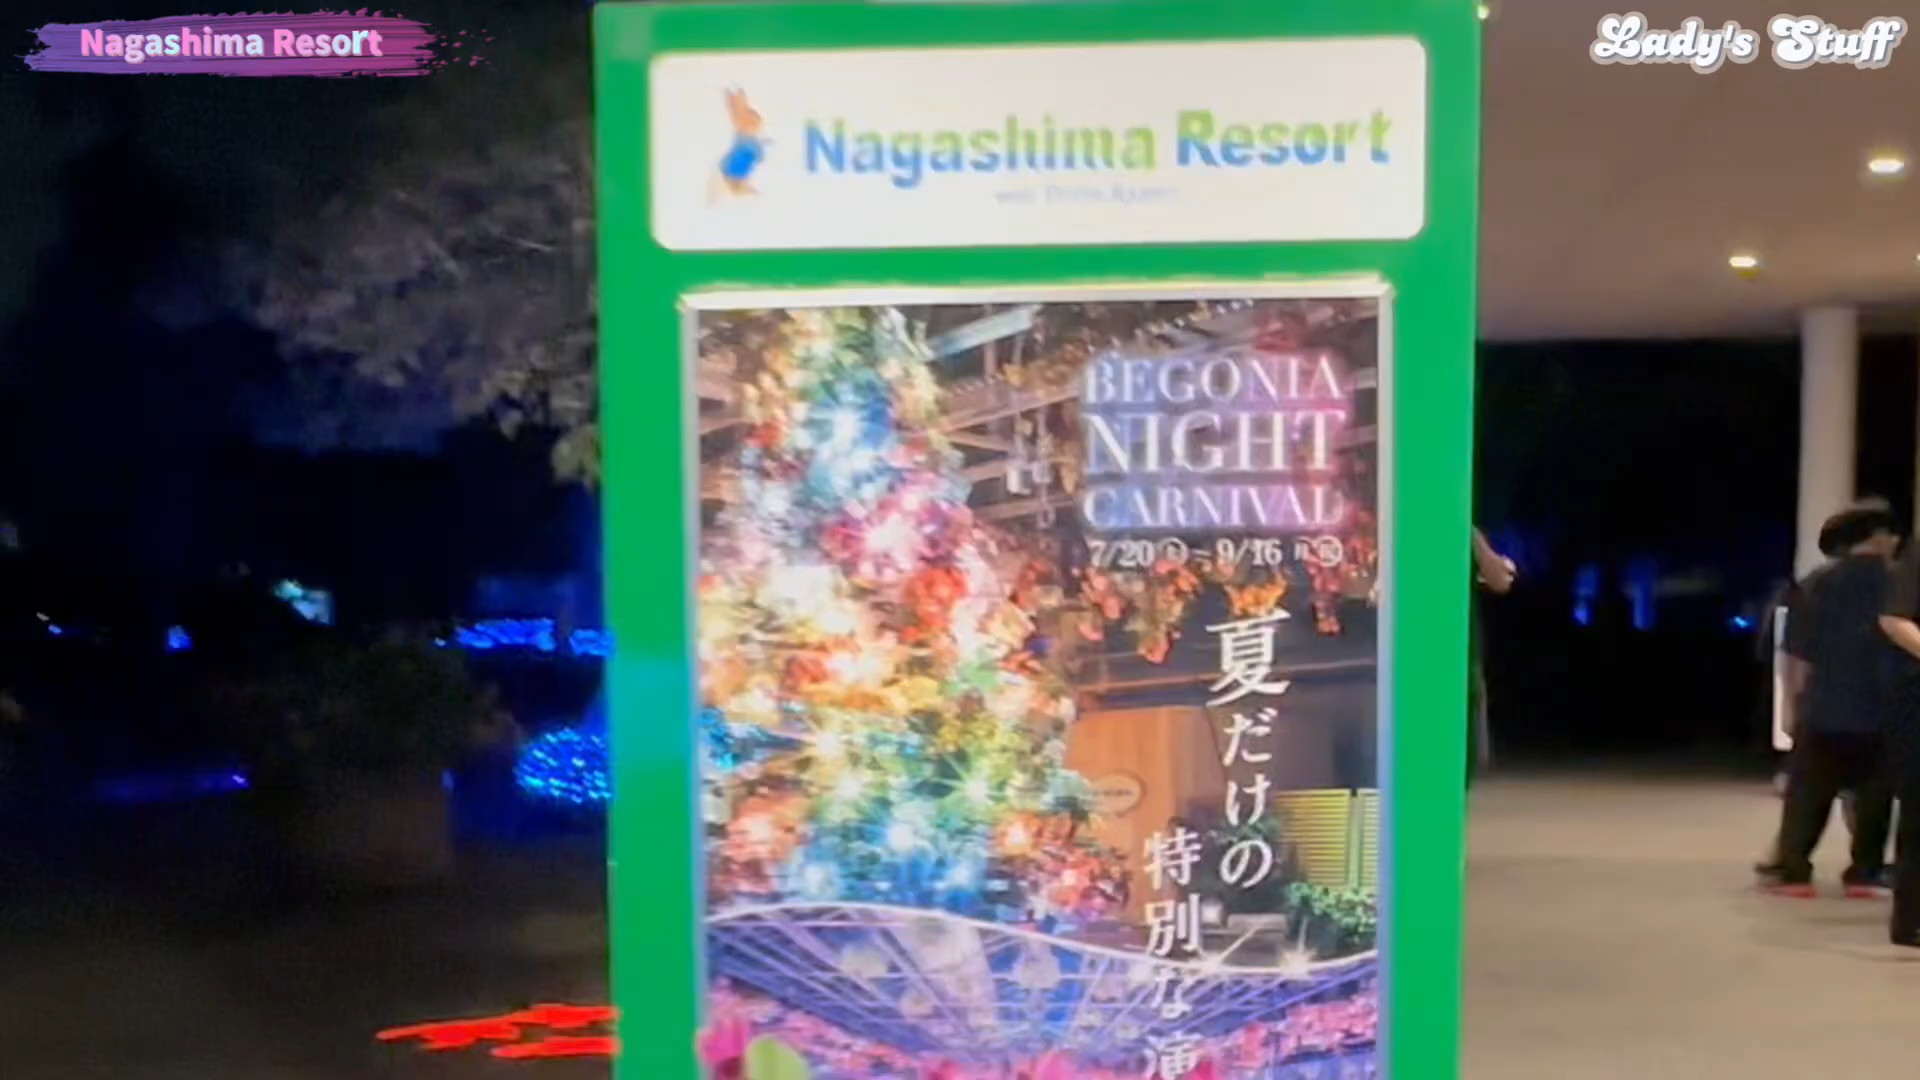 Nagashima Resort
Lady's Stuff
Nagashima Resort
BEGONIA
NIGHT
CARNIVAL
7/20 - 9/16
夏だけの
特別な演